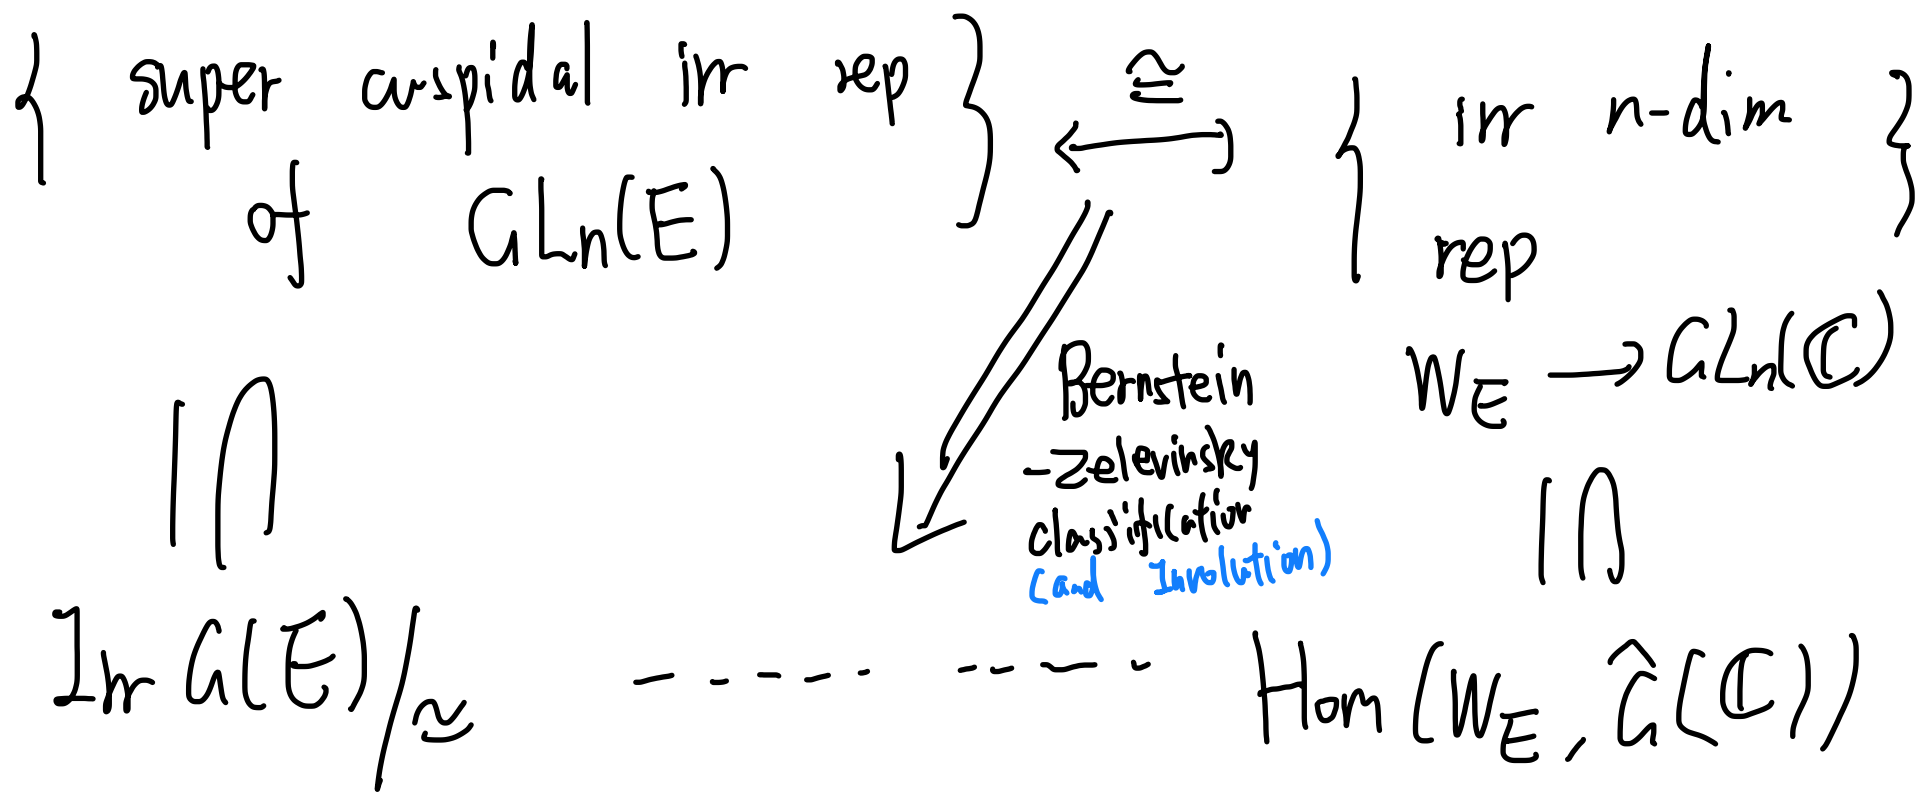 { super cuspidal irr rep of GLn(E) }
≅
⟷
{ irr n-dim rep }
W_E → GLn(ℂ)
Bernstein
-Zelevinsky
classification
(and Involution)
I∩
I∩
Irr G(E)/≃
- - - - - - - -
Hom(W_E, Ĝ(ℂ))